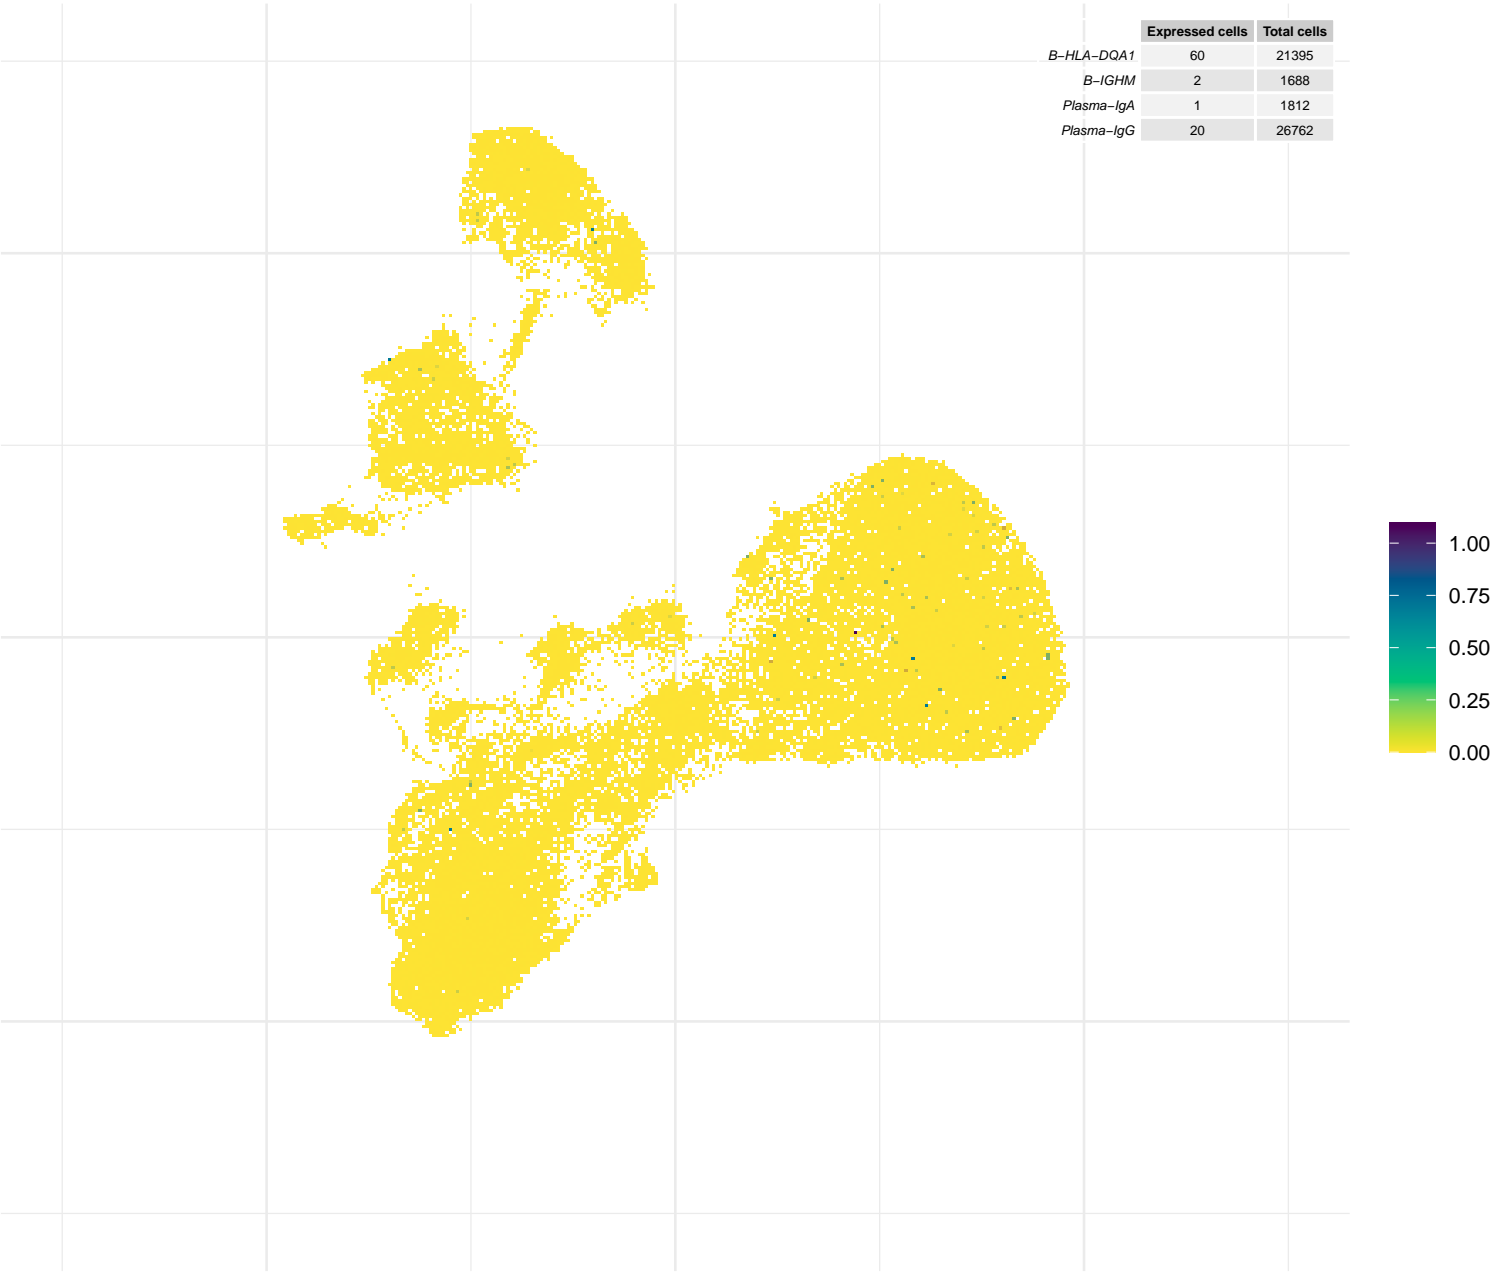 Expressed cells Total cells
B−HLA−DQA1 60 21395
B−IGHM 2 1688
Plasma−IgA 1 1812
Plasma−IgG 20 26762
1.00
0.75
0.50
0.25
0.00